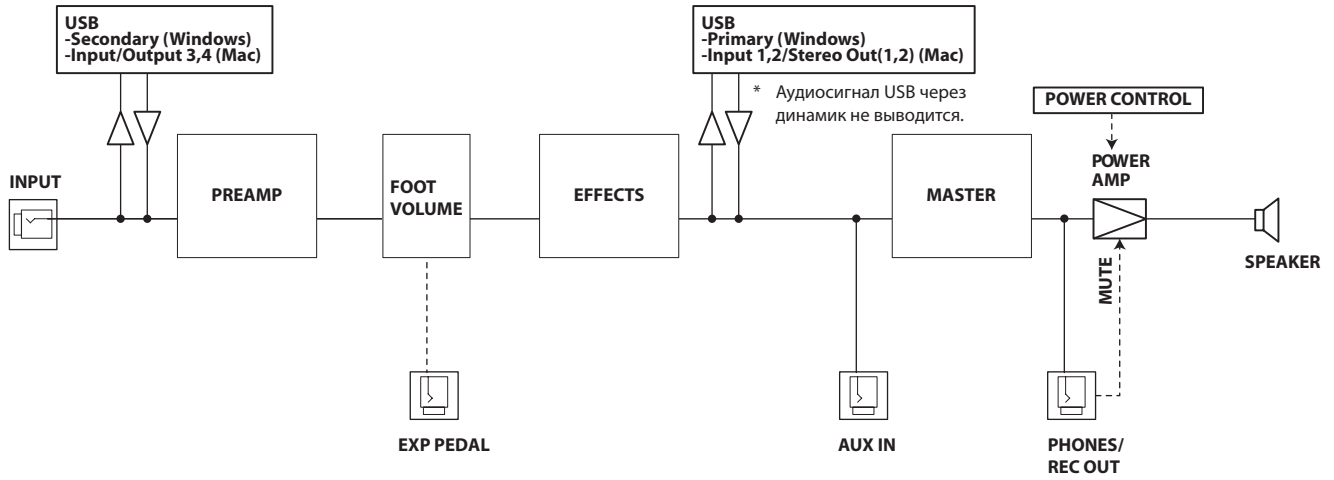 USB
-Secondary (Windows)
-Input/Output 3,4 (Mac)
USB
-Primary (Windows)
-Input 1,2/Stereo Out(1,2) (Mac)
* Аудиосигнал USB через
динамик не выводится.
POWER CONTROL
INPUT
PREAMP
FOOT
VOLUME
EFFECTS
MASTER
POWER
AMP
SPEAKER
MUTE
EXP PEDAL
AUX IN
PHONES/
REC OUT